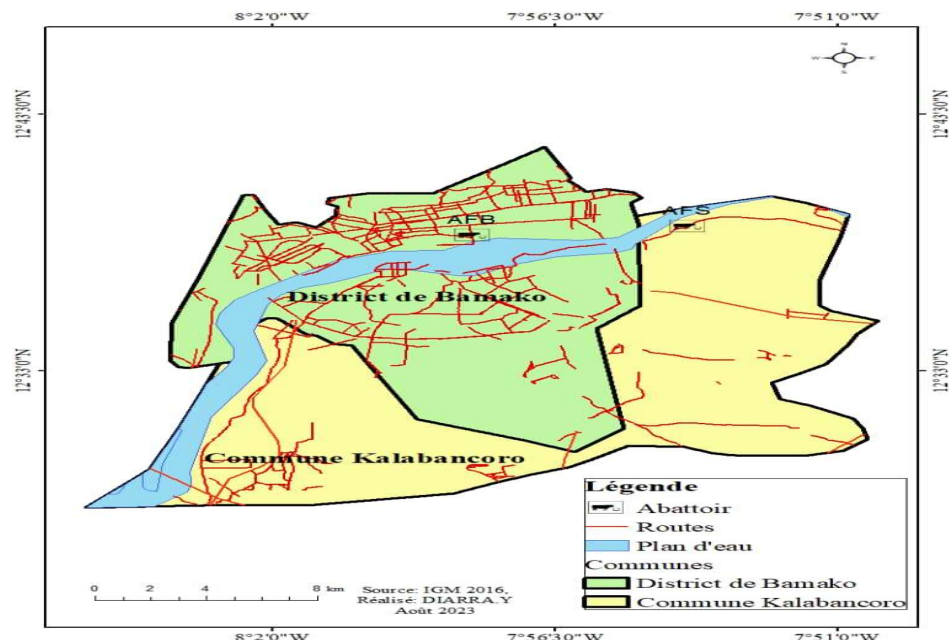 8°2'0"W
7°56'30"W
7°51'0"W
N
W
E
S
12°43'30"N
12°43'30"N
AFB
AFS
District de Bamako
12°33'0"N
12°33'0"N
Commune Kalabancoro
Légende
Abattoir
Routes
Plan d'eau
Communes
District de Bamako
Commune Kalabancoro
0 2 4 8 km
Source: IGM 2016,
Réalisé: DIARRA.Y
Août 2023
8°2'0"W
7°56'30"W
7°51'0"W